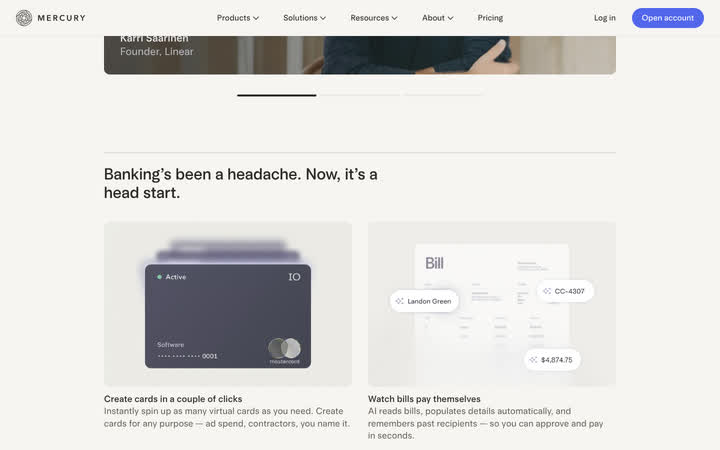 MERCURY
Products
Solutions
Resources
About
Pricing
Log in
Open account
Karri Saarinen
Founder, Linear
Banking's been a headache. Now, it's a
head start.
Active
IO
Software
•••• •••• •••• 0001
mastercard
Bill
CC-4307
Landon Green
$4,874.75
Create cards in a couple of clicks
Instantly spin up as many virtual cards as you need. Create
cards for any purpose — ad spend, contractors, you name it.
Watch bills pay themselves
AI reads bills, populates details automatically, and
remembers past recipients — so you can approve and pay
in seconds.